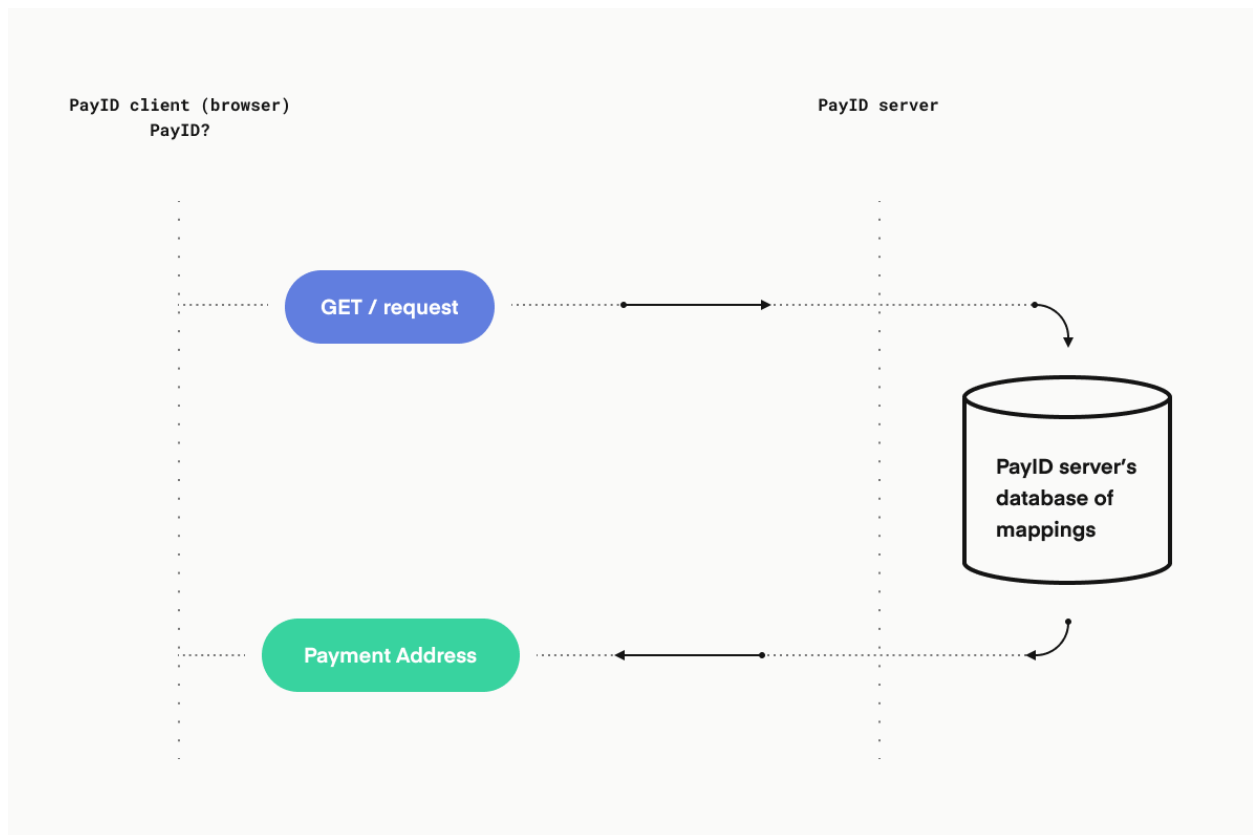 PayID client (browser)
PayID?
PayID server
GET / request
PayID server’s
database of
mappings
Payment Address